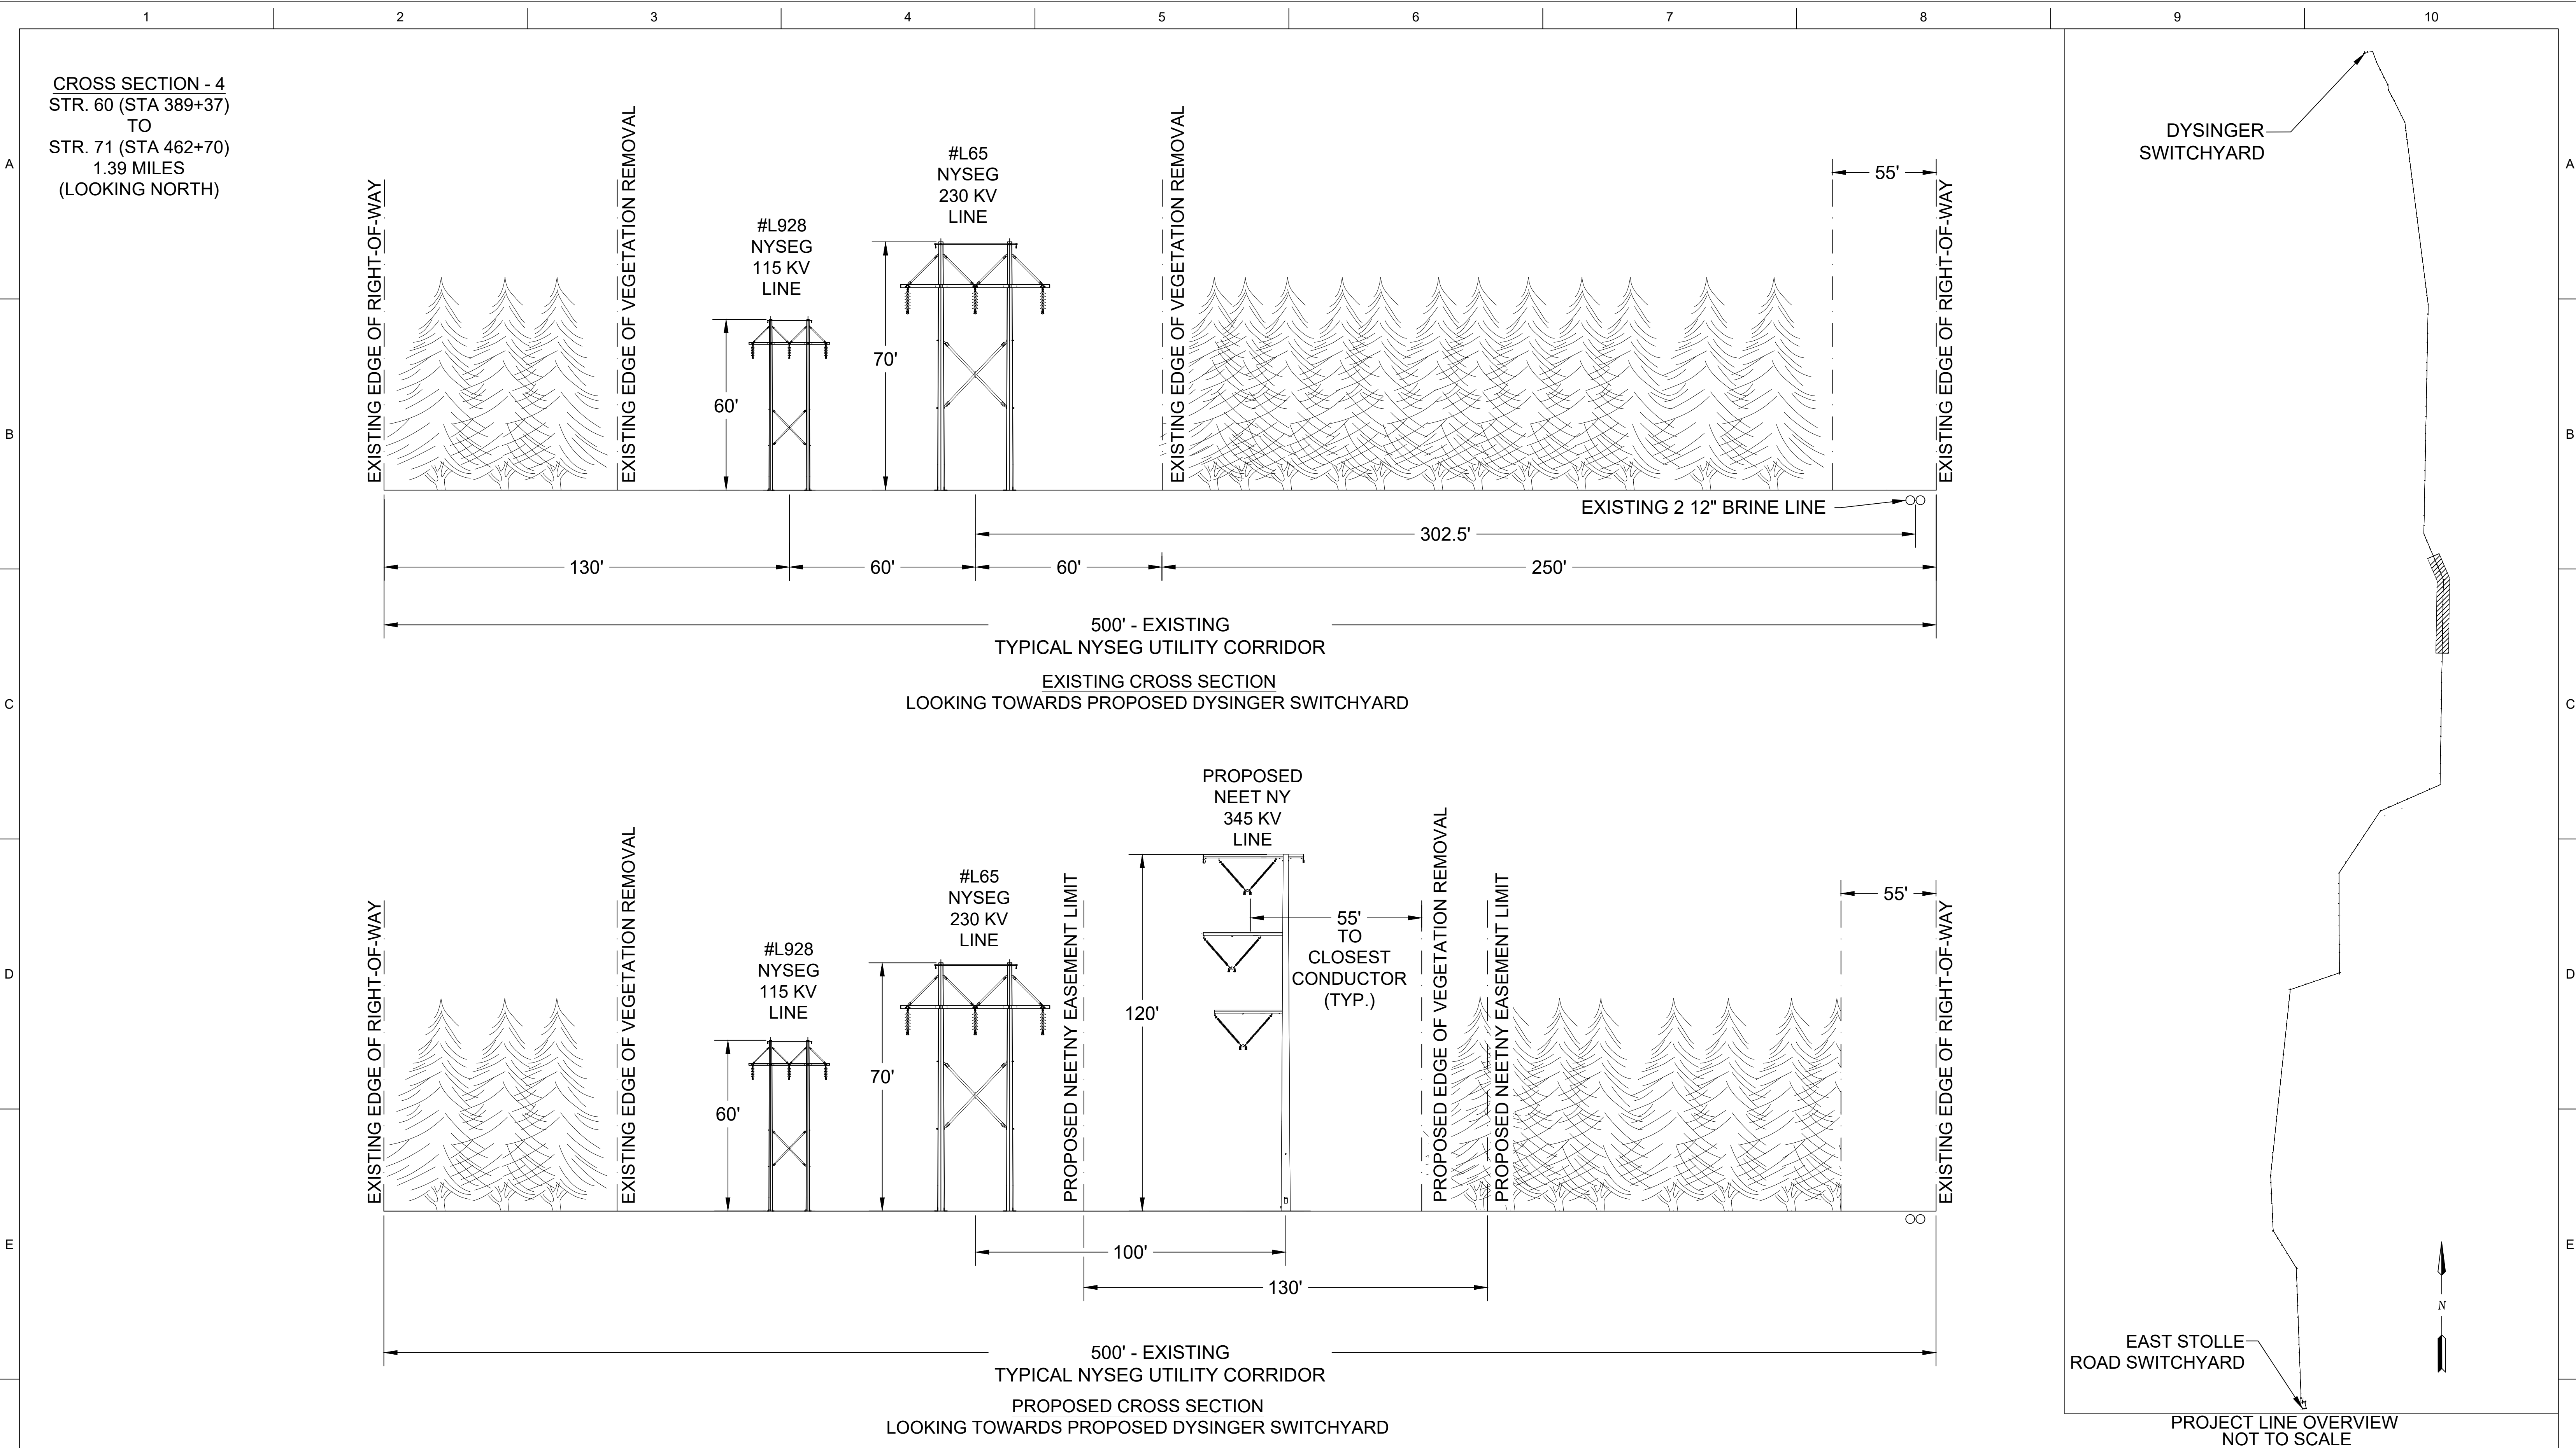 1 2 3 4 5 6 7 8 9 10
A
B
C
D
E
A
B
C
D
E
CROSS SECTION - 4
STR. 60 (STA 389+37)
TO
STR. 71 (STA 462+70)
1.39 MILES
(LOOKING NORTH)
EXISTING EDGE OF RIGHT-OF-WAY
EXISTING EDGE OF VEGETATION REMOVAL
#L928
NYSEG
115 KV
LINE
60'
#L65
NYSEG
230 KV
LINE
70'
EXISTING EDGE OF VEGETATION REMOVAL
55'
EXISTING EDGE OF RIGHT-OF-WAY
EXISTING 2 12" BRINE LINE
302.5'
130'
60'
60'
250'
500' - EXISTING
TYPICAL NYSEG UTILITY CORRIDOR
EXISTING CROSS SECTION
LOOKING TOWARDS PROPOSED DYSINGER SWITCHYARD
EXISTING EDGE OF RIGHT-OF-WAY
EXISTING EDGE OF VEGETATION REMOVAL
#L928
NYSEG
115 KV
LINE
60'
#L65
NYSEG
230 KV
LINE
70'
PROPOSED NEETNY EASEMENT LIMIT
PROPOSED
NEET NY
345 KV
LINE
120'
55'
TO
CLOSEST
CONDUCTOR
(TYP.)
PROPOSED EDGE OF VEGETATION REMOVAL
PROPOSED NEETNY EASEMENT LIMIT
55'
EXISTING EDGE OF RIGHT-OF-WAY
100'
130'
500' - EXISTING
TYPICAL NYSEG UTILITY CORRIDOR
PROPOSED CROSS SECTION
LOOKING TOWARDS PROPOSED DYSINGER SWITCHYARD
DYSINGER
SWITCHYARD
N
EAST STOLLE
ROAD SWITCHYARD
PROJECT LINE OVERVIEW
NOT TO SCALE